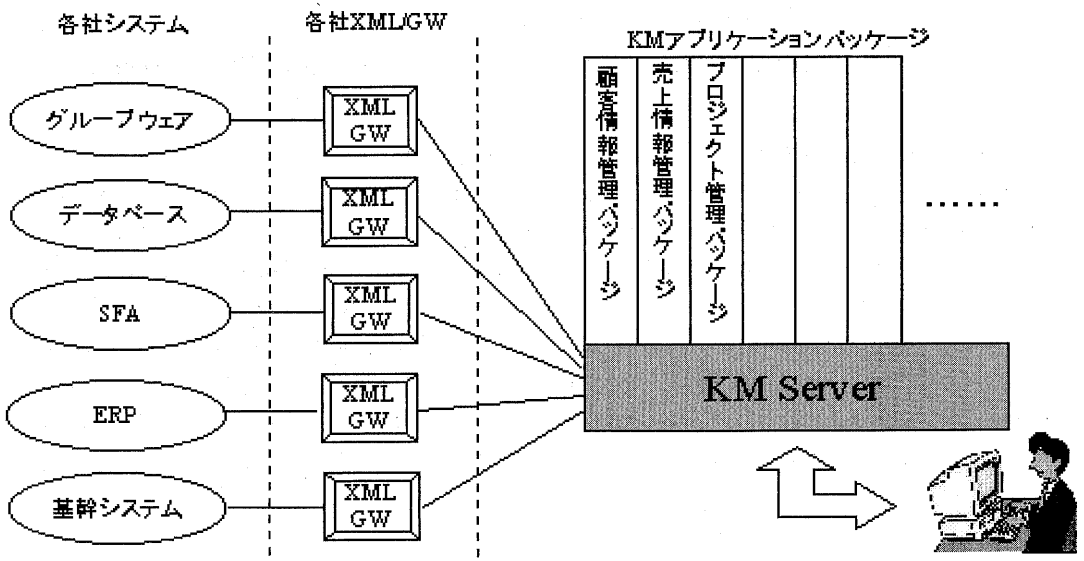 各社システム
各社XML/GW
KMアプリケーションパッケージ
グループウェア
データベース
SFA
ERP
基幹システム
XML
GW
XML
GW
XML
GW
XML
GW
XML
GW
顧客情報管理パッケージ
売上情報管理パッケージ
プロジェクト管理パッケージ
……
KM Server